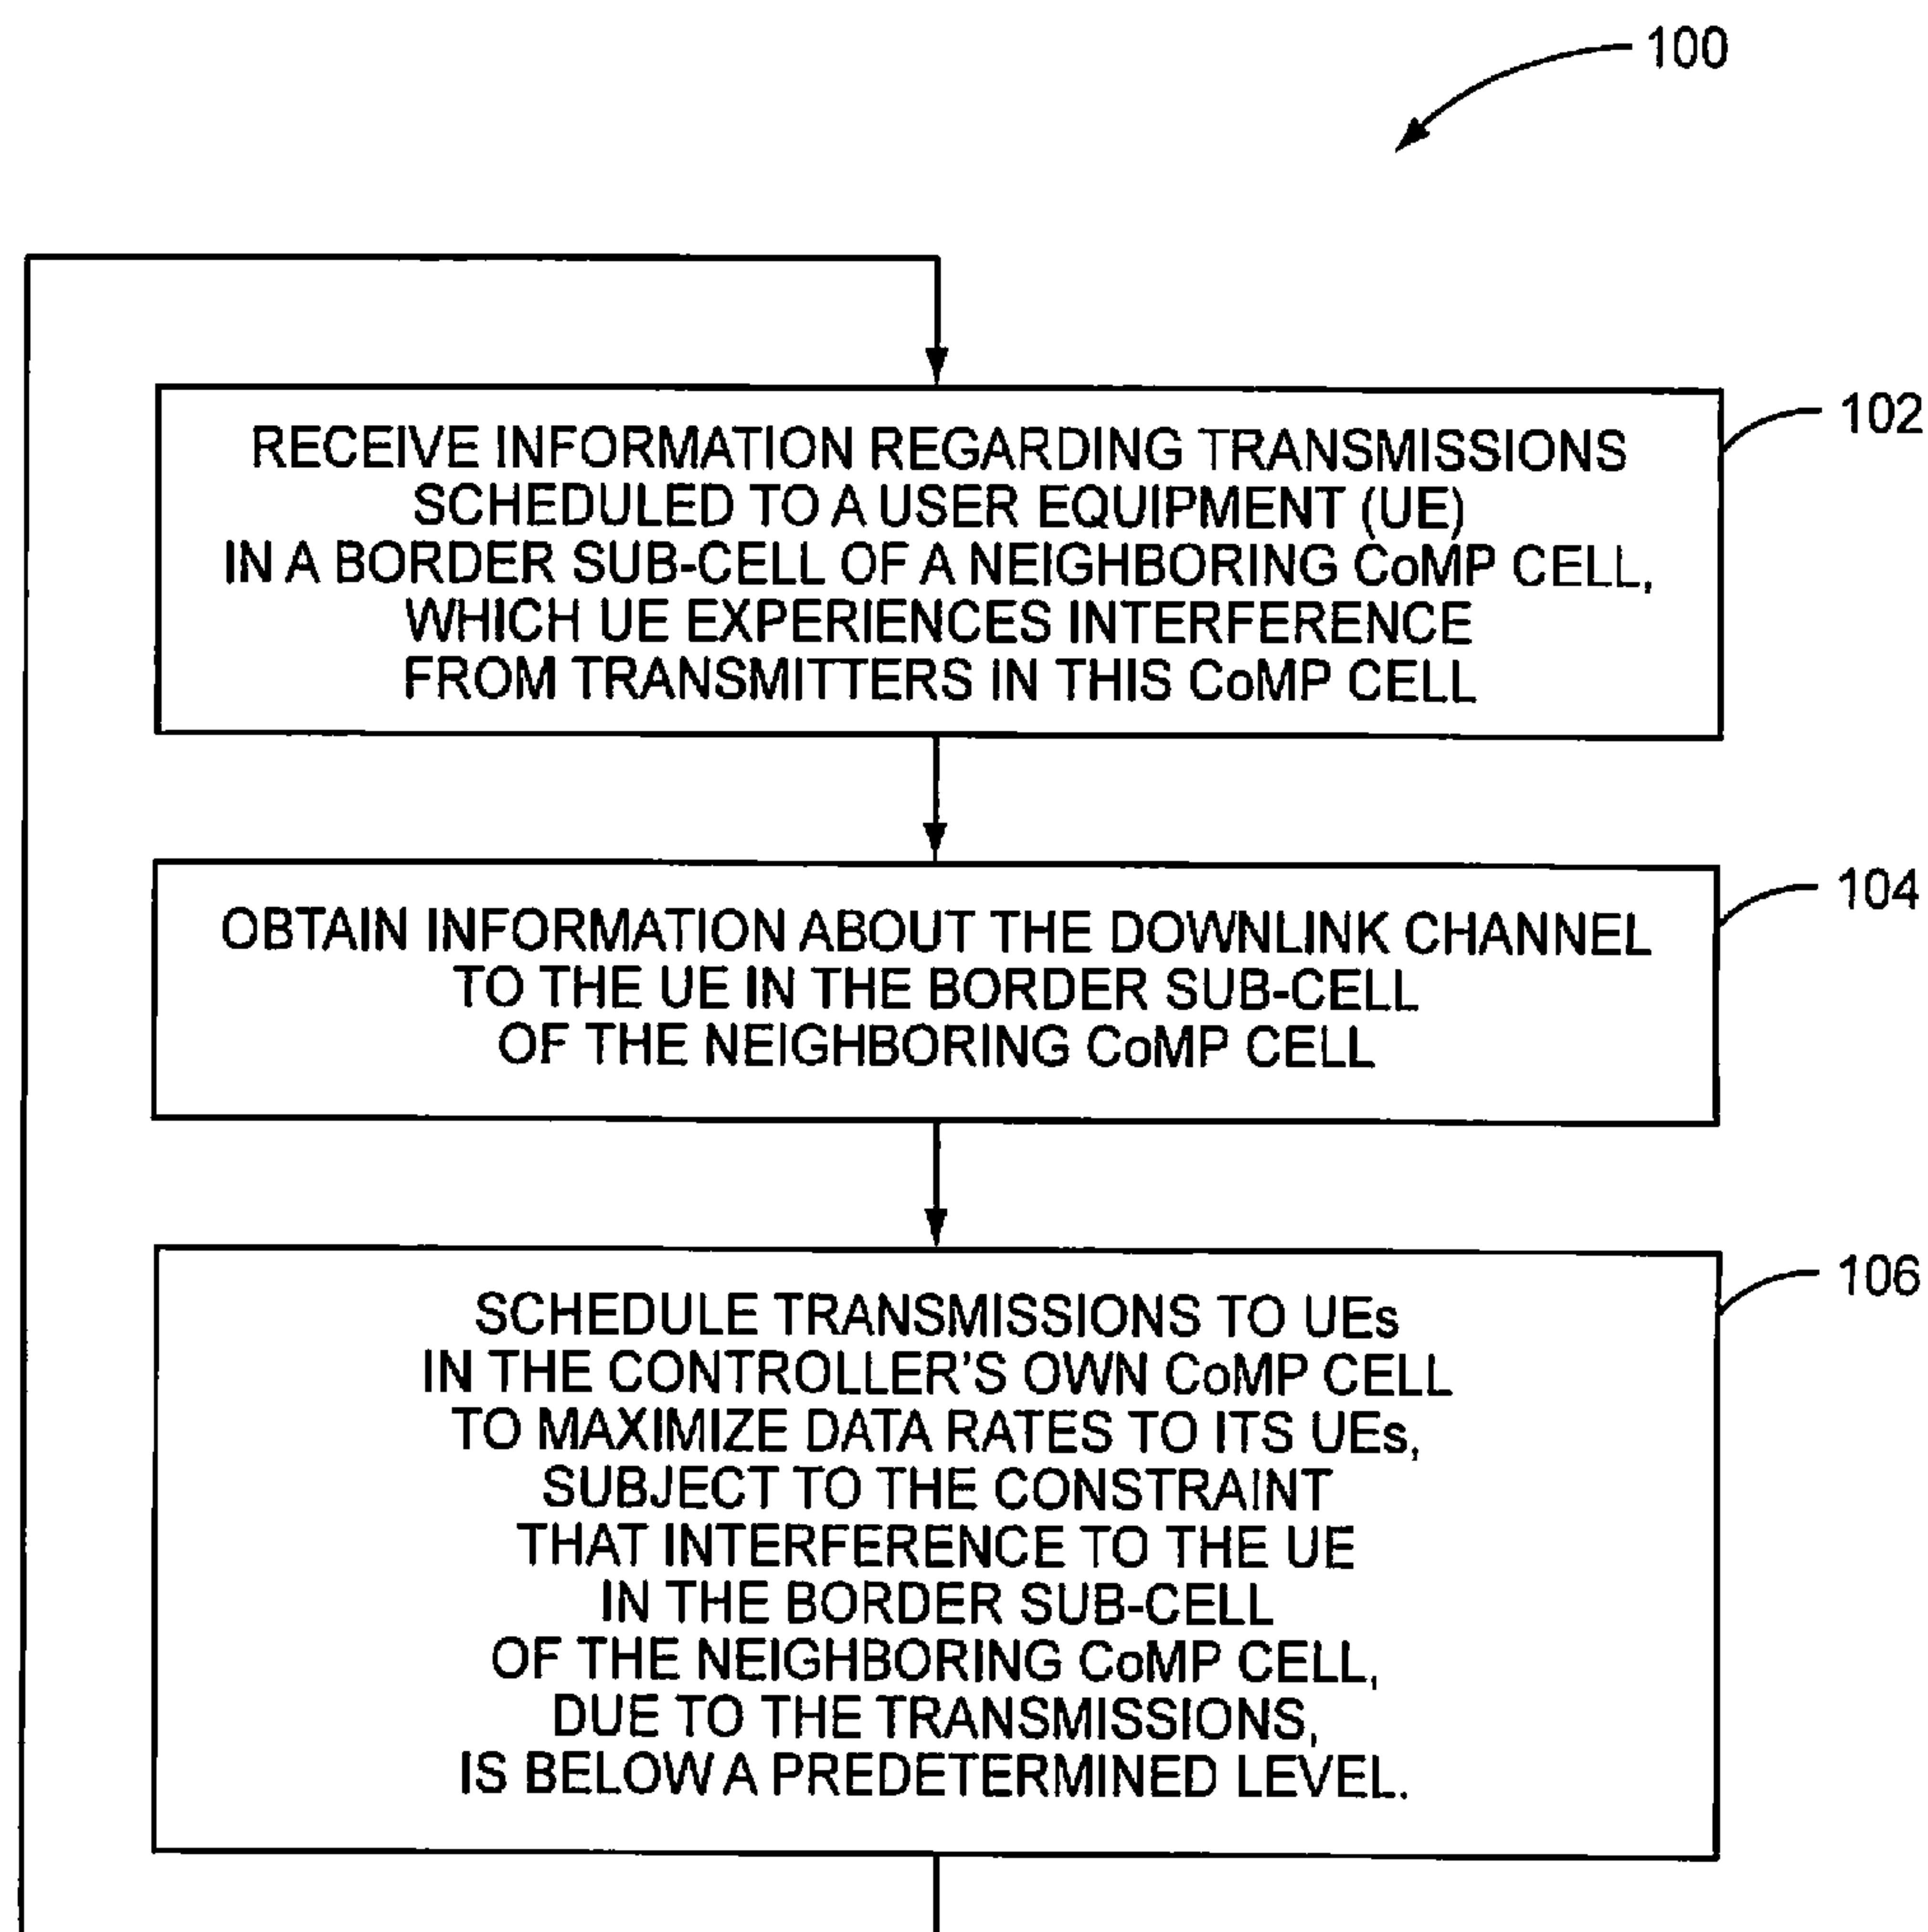 100
102
RECEIVE INFORMATION REGARDING TRANSMISSIONS
SCHEDULED TO A USER EQUIPMENT (UE)
IN A BORDER SUB-CELL OF A NEIGHBORING CoMP CELL,
WHICH UE EXPERIENCES INTERFERENCE
FROM TRANSMITTERS IN THIS CoMP CELL
104
OBTAIN INFORMATION ABOUT THE DOWNLINK CHANNEL
TO THE UE IN THE BORDER SUB-CELL
OF THE NEIGHBORING CoMP CELL
106
SCHEDULE TRANSMISSIONS TO UEs
IN THE CONTROLLER'S OWN CoMP CELL
TO MAXIMIZE DATA RATES TO ITS UEs,
SUBJECT TO THE CONSTRAINT
THAT INTERFERENCE TO THE UE
IN THE BORDER SUB-CELL
OF THE NEIGHBORING CoMP CELL,
DUE TO THE TRANSMISSIONS,
IS BELOW A PREDETERMINED LEVEL.